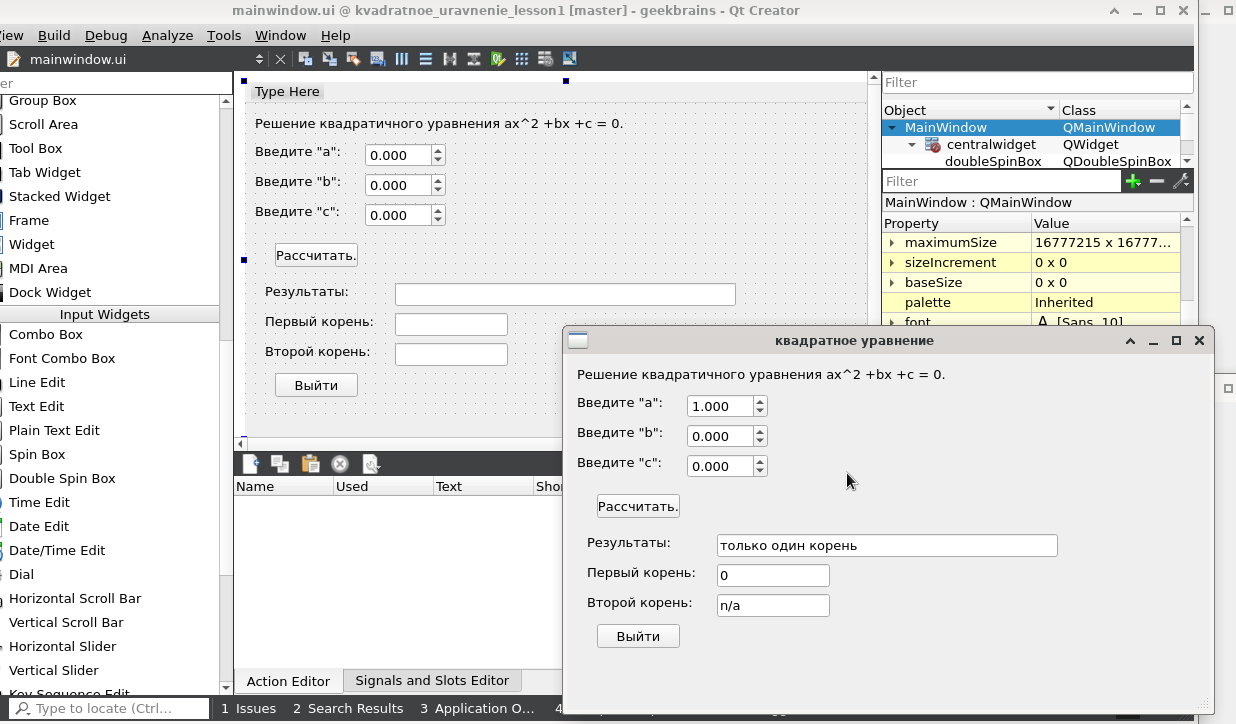 mainwindow.ui @ kvadratnoe_uravnenie_lesson1 [master] - geekbrains - Qt Creator
iew Build Debug Analyze Tools Window Help
mainwindow.ui
er
Group Box
Scroll Area
Tool Box
Tab Widget
Stacked Widget
Frame
Widget
MDI Area
Dock Widget
Input Widgets
Combo Box
Font Combo Box
Line Edit
Text Edit
Plain Text Edit
Spin Box
Double Spin Box
Time Edit
Date Edit
Date/Time Edit
Dial
Horizontal Scroll Bar
Vertical Scroll Bar
Horizontal Slider
Vertical Slider
Key Sequence Edit
Type Here
Решение квадратичного уравнения ax^2 +bx +c = 0.
Введите "a": 0.000
Введите "b": 0.000
Введите "c": 0.000
Рассчитать.
Результаты:
Первый корень:
Второй корень:
Выйти
Name Used Text Shor
Action Editor Signals and Slots Editor
Filter
Object Class
MainWindow QMainWindow
centralwidget QWidget
doubleSpinBox QDoubleSpinBox
Filter
MainWindow : QMainWindow
Property Value
maximumSize 16777215 x 16777...
sizeIncrement 0 x 0
baseSize 0 x 0
palette Inherited
font A [Sans, 10]
квадратное уравнение
Решение квадратичного уравнения ax^2 +bx +c = 0.
Введите "a": 1.000
Введите "b": 0.000
Введите "c": 0.000
Рассчитать.
Результаты: только один корень
Первый корень: 0
Второй корень: n/a
Выйти
Type to locate (Ctrl... 1 Issues 2 Search Results 3 Application O... 4